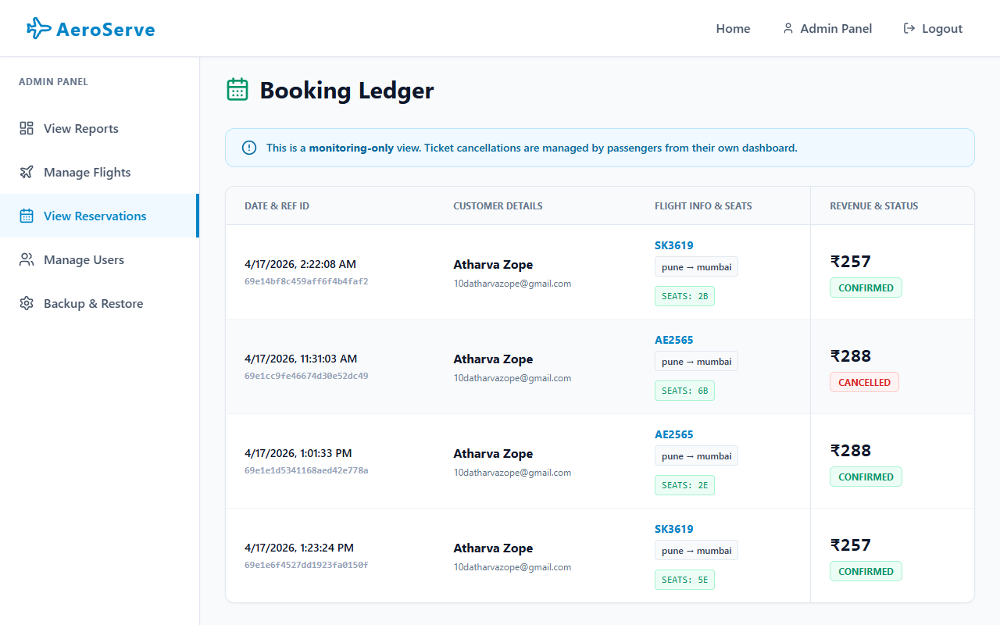 AeroServe
Home
Admin Panel
Logout
ADMIN PANEL
View Reports
Manage Flights
View Reservations
Manage Users
Backup & Restore
Booking Ledger
This is a monitoring-only view. Ticket cancellations are managed by passengers from their own dashboard.
DATE & REF ID
CUSTOMER DETAILS
FLIGHT INFO & SEATS
REVENUE & STATUS
4/17/2026, 2:22:08 AM
69e14bf8c459aff6f4b4faf2
Atharva Zope
10datharvazope@gmail.com
SK3619
pune → mumbai
SEATS: 2B
₹257
CONFIRMED
4/17/2026, 11:31:03 AM
69e1cc9fe46674d30e52dc49
Atharva Zope
10datharvazope@gmail.com
AE2565
pune → mumbai
SEATS: 6B
₹288
CANCELLED
4/17/2026, 1:01:33 PM
69e1e1d5341168aed42e778a
Atharva Zope
10datharvazope@gmail.com
AE2565
pune → mumbai
SEATS: 2E
₹288
CONFIRMED
4/17/2026, 1:23:24 PM
69e1e6f4527dd1923fa0150f
Atharva Zope
10datharvazope@gmail.com
SK3619
pune → mumbai
SEATS: 5E
₹257
CONFIRMED